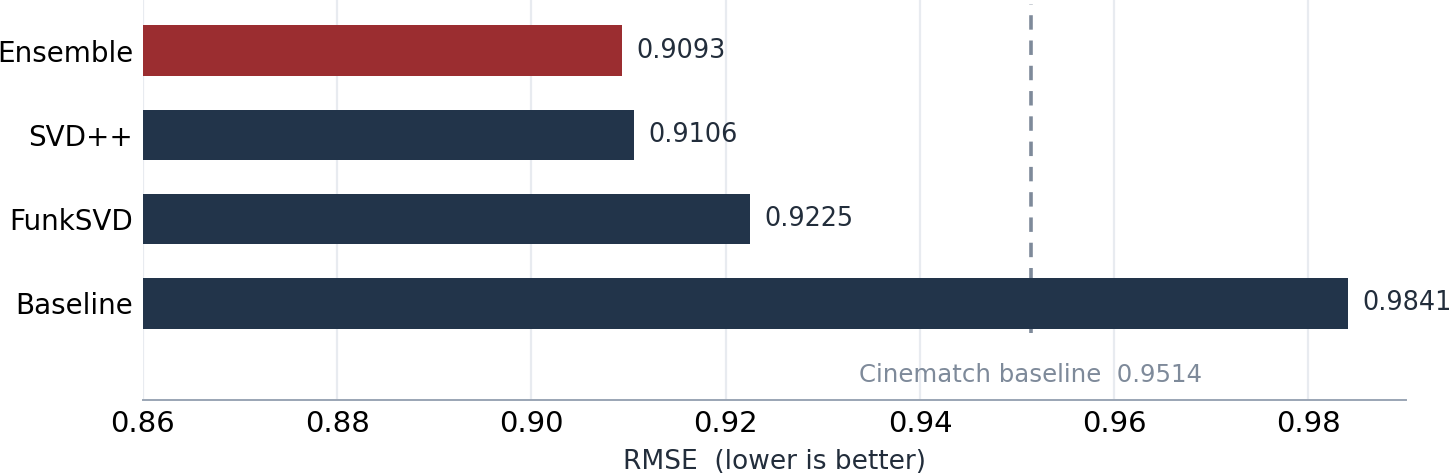 Ensemble 0.9093
SVD++ 0.9106
FunkSVD 0.9225
Baseline 0.9841
Cinematch baseline 0.9514
0.86 0.88 0.90 0.92 0.94 0.96 0.98
RMSE (lower is better)